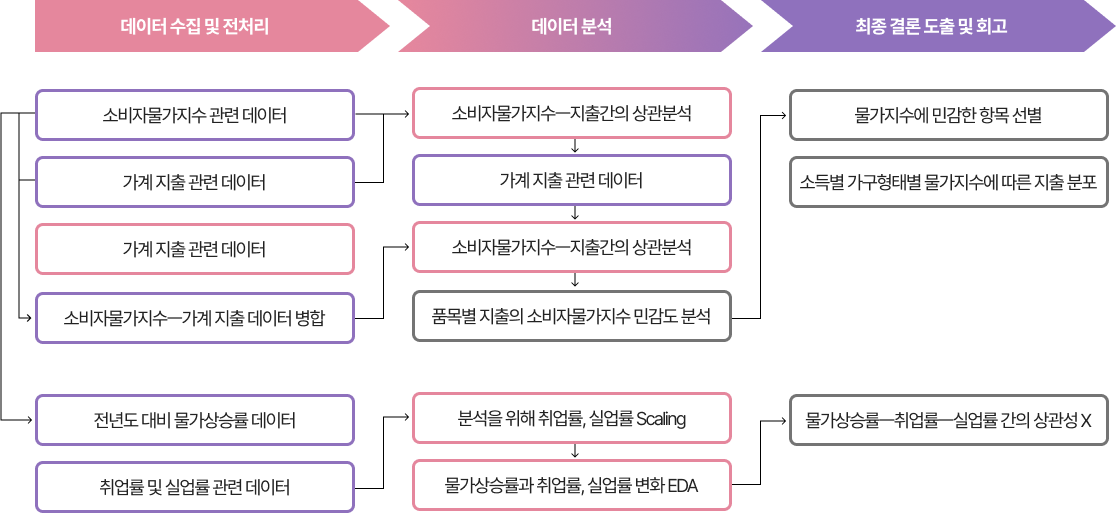 데이터 수집 및 전처리
데이터 분석
최종 결론 도출 및 회고
소비자물가지수 관련 데이터
가계 지출 관련 데이터
가계 지출 관련 데이터
소비자물가지수—가계 지출 데이터 병합
전년도 대비 물가상승률 데이터
취업률 및 실업률 관련 데이터
소비자물가지수—지출간의 상관분석
가계 지출 관련 데이터
소비자물가지수—지출간의 상관분석
품목별 지출의 소비자물가지수 민감도 분석
분석을 위해 취업률, 실업률 Scaling
물가상승률과 취업률, 실업률 변화 EDA
물가지수에 민감한 항목 선별
소득별 가구형태별 물가지수에 따른 지출 분포
물가상승률—취업률—실업률 간의 상관성 X